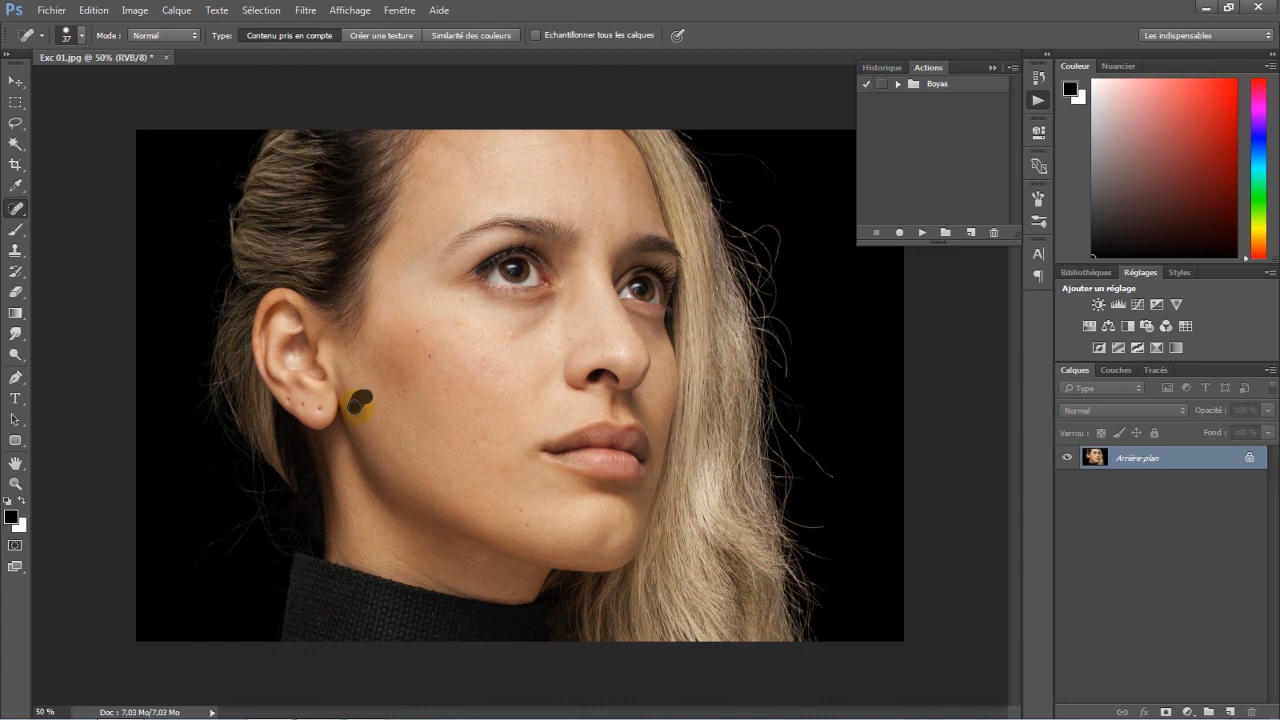 Ps Fichier Edition Image Calque Texte Sélection Filtre Affichage Fenêtre Aide
37 Mode : Normal Type: Contenu pris en compte Créer une texture Similarité des couleurs Echantillonner tous les calques Les indispensables
Exc 01.jpg @ 50% (RVB/8) * ×
Historique Actions
Boyas
Couleur Nuancier
Bibliothèques Réglages Styles
Ajouter un réglage
Calques Couches Tracés
Type
Normal Opacité : 100 %
Verrou : Fond : 100 %
Arrière-plan
50 % Doc : 7,03 Mo/7,03 Mo